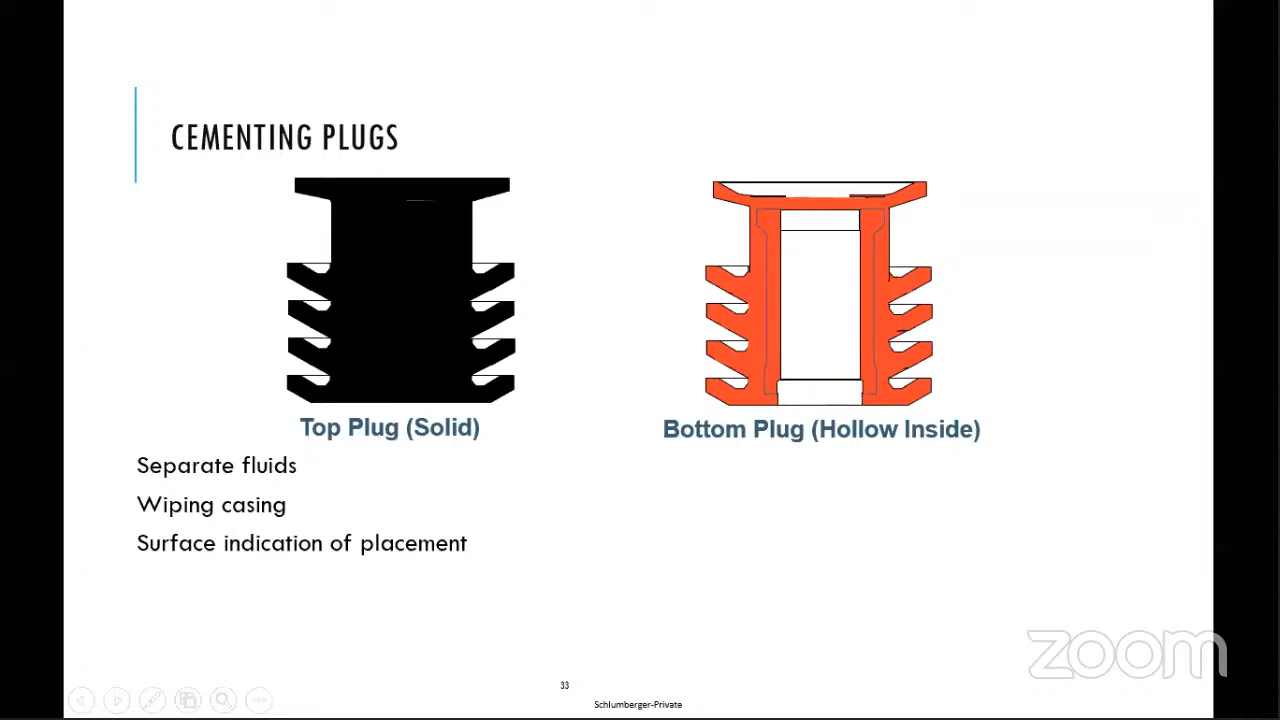 CEMENTING PLUGS
Top Plug (Solid)
Bottom Plug (Hollow Inside)
Separate fluids
Wiping casing
Surface indication of placement
zoom
33
Schlumberger-Private